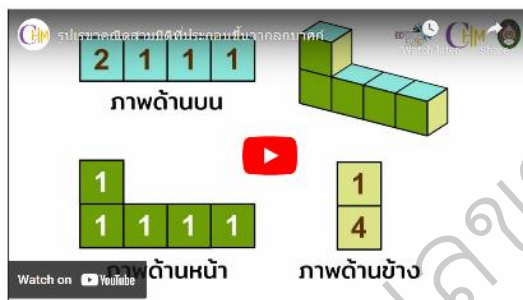 รูปเรขาคณิตสามมิติที่ประกอบขึ้นจากลูกบาศก์
Watch later
Share
2 1 1 1
ภาพด้านบน
1
1 1 1 1
ภาพด้านหน้า
1
4
ภาพด้านข้าง
Watch on YouTube